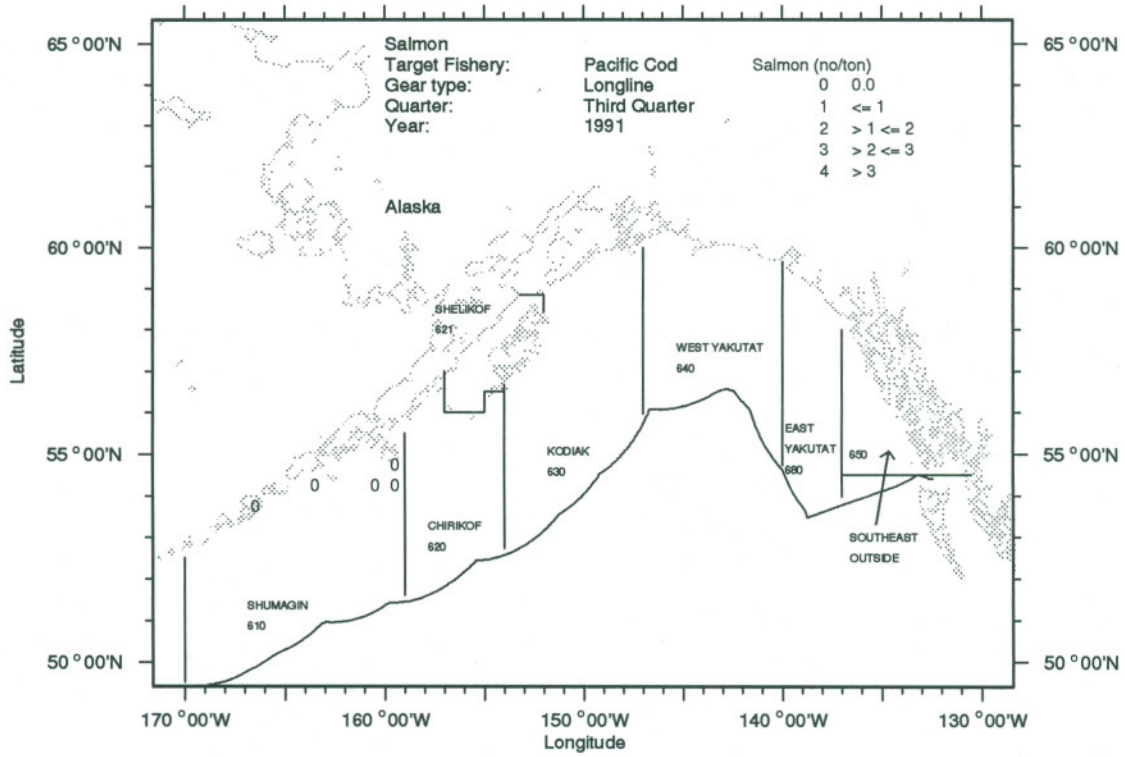 65 °00'N
65 °00'N
Salmon
Target Fishery: Pacific Cod
Gear type: Longline
Quarter: Third Quarter
Year: 1991
Salmon (no/ton)
0 0.0
1 <= 1
2 > 1 <= 2
3 > 2 <= 3
4 > 3
Alaska
60 °00'N
60 °00'N
SHELIKOF
621
WEST YAKUTAT
640
Latitude
55 °00'N
55 °00'N
EAST
YAKUTAT
680
650
KODIAK
630
0
0
0
0
0
CHIRIKOF
620
SOUTHEAST
OUTSIDE
SHUMAGIN
610
50 °00'N
50 °00'N
170 °00'W
160 °00'W
150 °00'W
140 °00'W
130 °00'W
Longitude